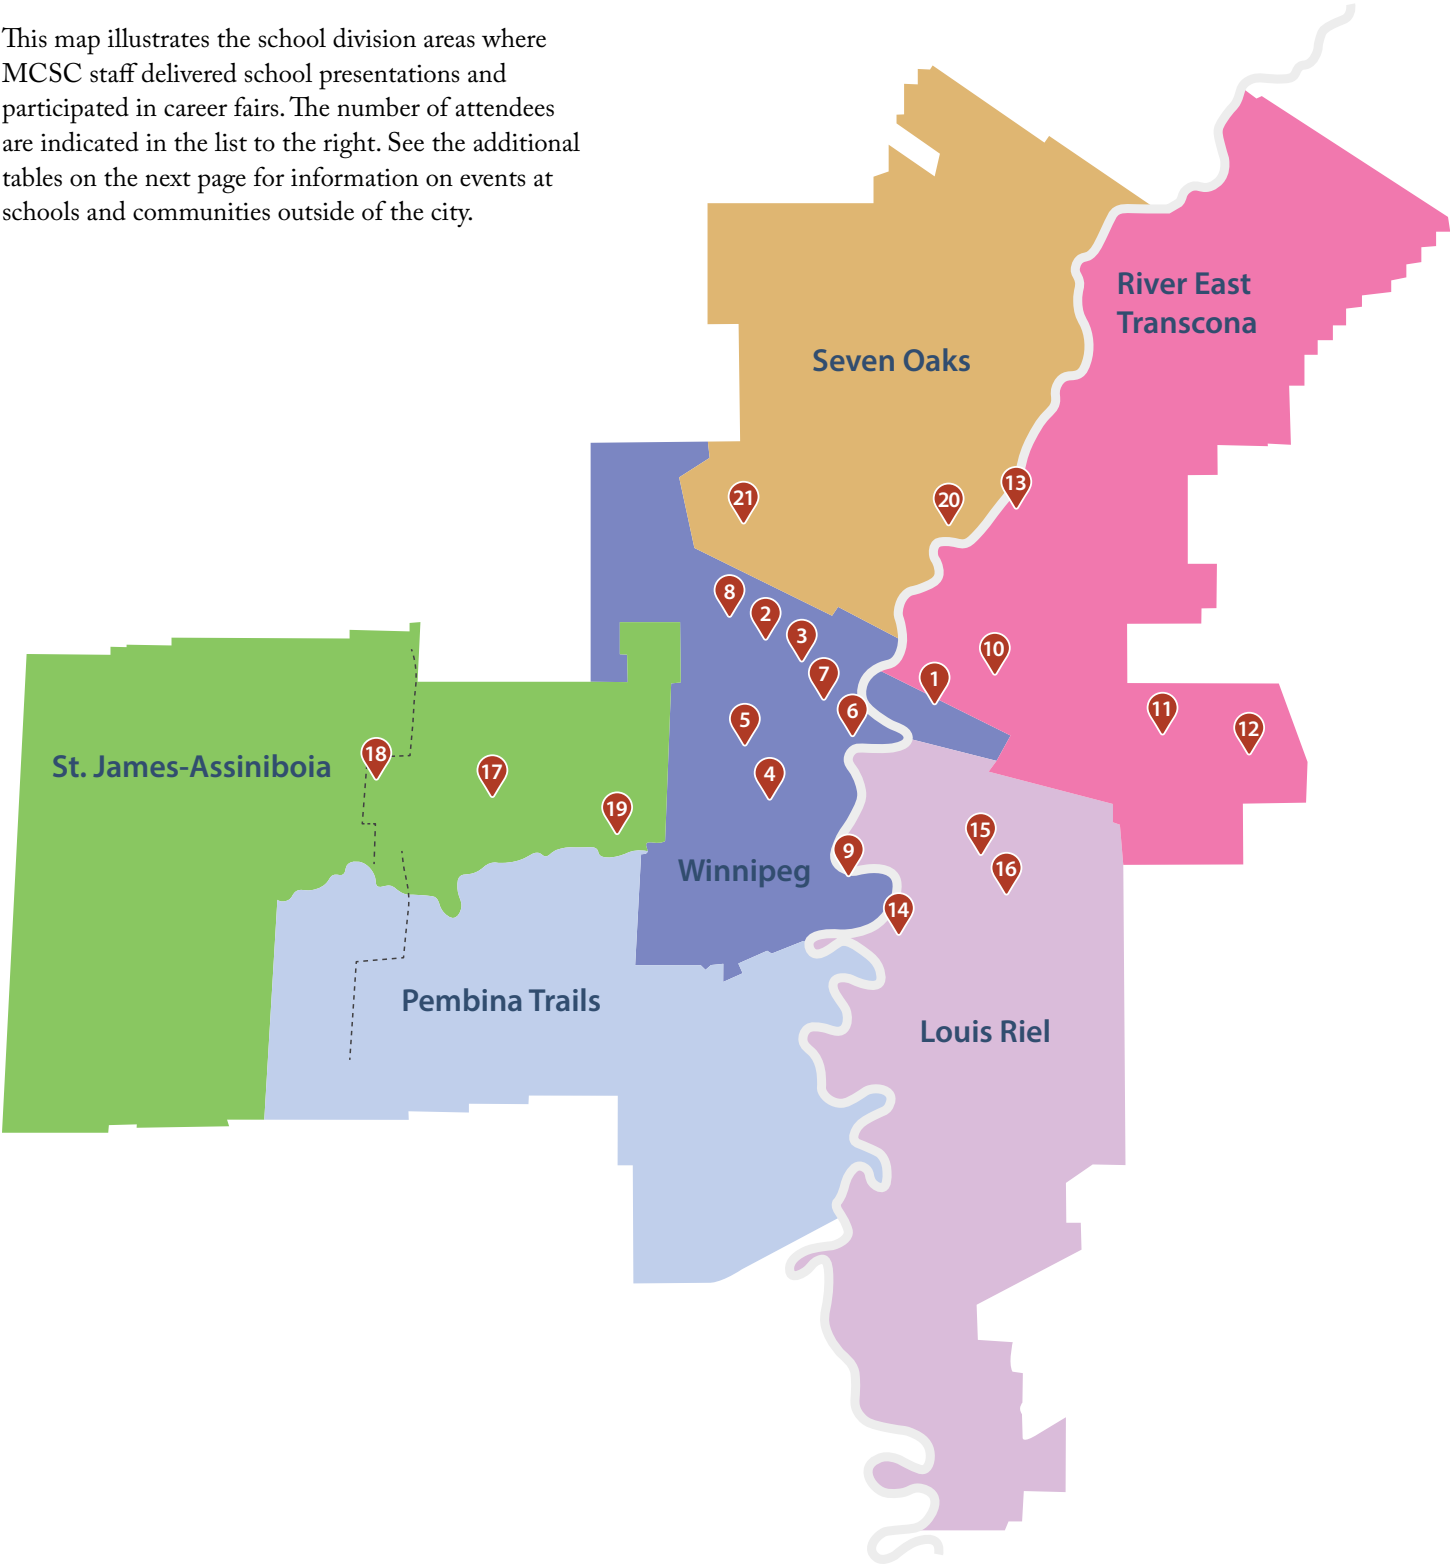 This map illustrates the school division areas where
MCSC staff delivered school presentations and
participated in career fairs. The number of attendees
are indicated in the list to the right. See the additional
tables on the next page for information on events at
schools and communities outside of the city.
River East
Transcona
Seven Oaks
13
21
20
8
2
3
10
7
1
6
11
5
12
18
St. James-Assiniboia
17
4
19
15
9
16
Winnipeg
14
Pembina Trails
Louis Riel